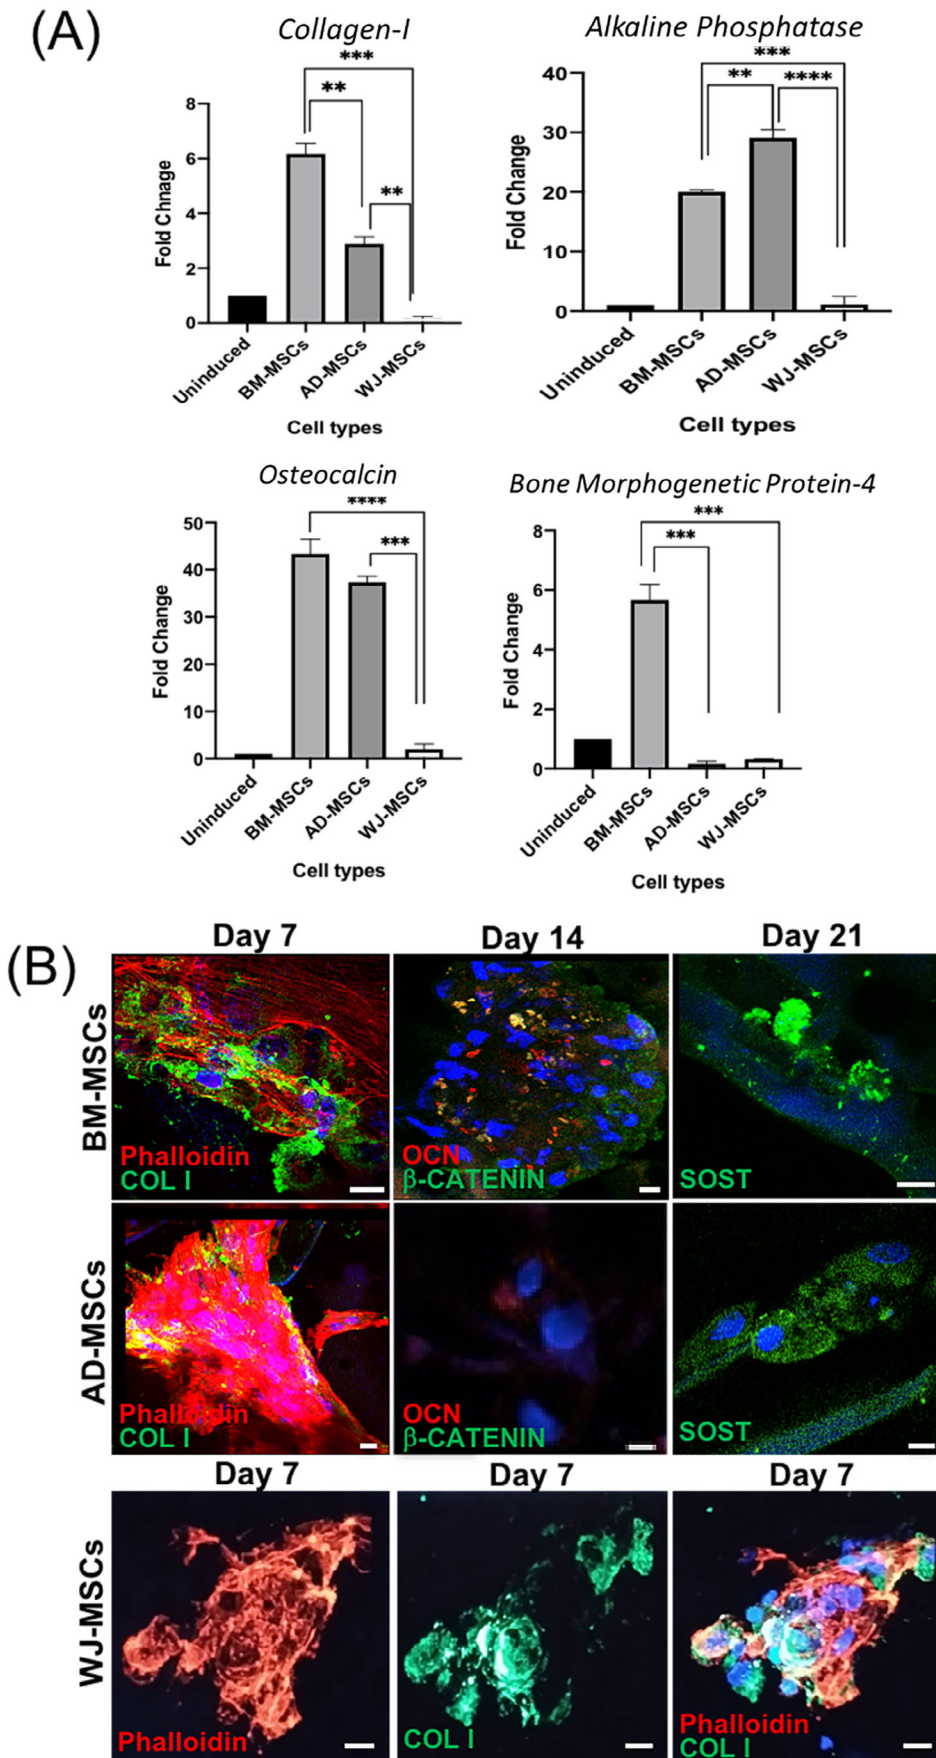 (A)
Collagen-I
***
**
**
8
6
4
2
0
Fold Chnage
Uninduced
BM-MSCs
AD-MSCs
WJ-MSCs
Cell types
Alkaline Phosphatase
***
**
****
40
30
20
10
0
Fold Change
Uninduced
BM-MSCs
AD-MSCs
WJ-MSCs
Cell types
Osteocalcin
****
***
50
40
30
20
10
0
Fold Change
Uninduced
BM-MSCs
AD-MSCs
WJ-MSCs
Cell types
Bone Morphogenetic Protein-4
***
***
8
6
4
2
0
Fold Change
Uninduced
BM-MSCs
AD-MSCs
WJ-MSCs
Cell types
(B)
Day 7
Day 14
Day 21
BM-MSCs
Phalloidin
COL I
OCN
β-CATENIN
SOST
AD-MSCs
Phalloidin
COL I
OCN
β-CATENIN
SOST
Day 7
Day 7
Day 7
WJ-MSCs
Phalloidin
COL I
Phalloidin
COL I